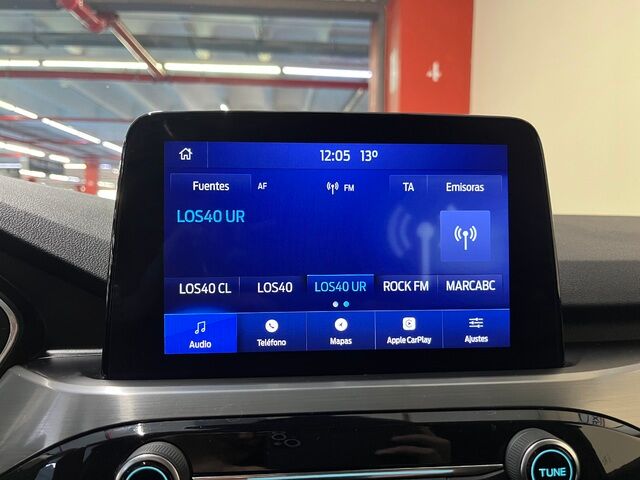 12:05 13º
Fuentes AF FM TA Emisoras
LOS40 UR
LOS40 CL LOS40 LOS40 UR ROCK FM MARCABC
Audio Teléfono Mapas Apple CarPlay Ajustes
TUNE